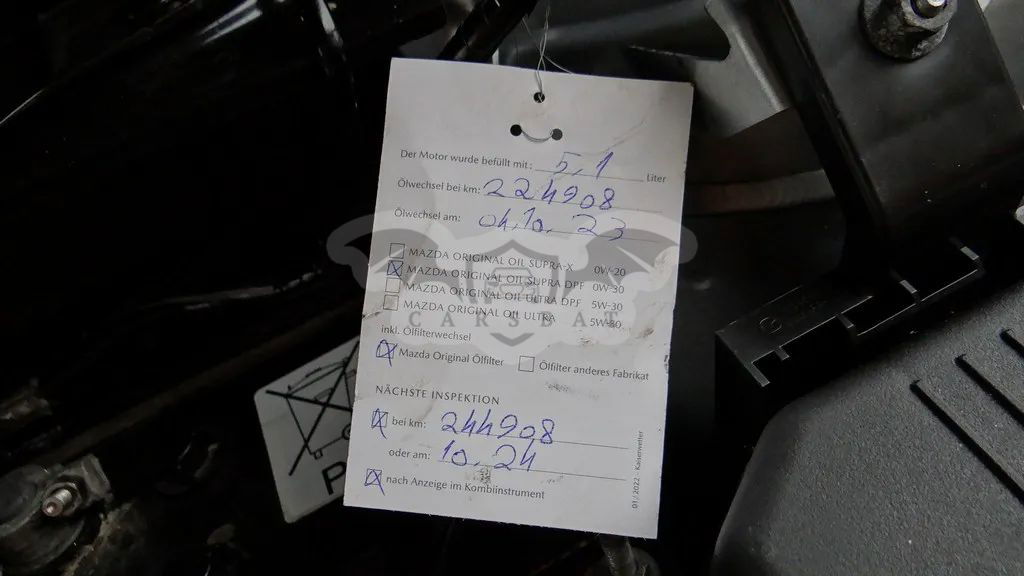 Der Motor wurde befüllt mit: 5,1 Liter
Ölwechsel bei km: 224908
Ölwechsel am: 04.10. 23
MAZDA ORIGINAL OIL SUPRA-X 0W-20
MAZDA ORIGINAL OIL SUPRA DPF 0W-30
MAZDA ORIGINAL OIL ULTRA DPF 5W-30
MAZDA ORIGINAL OIL ULTRA 5W-30
CARSBAT
inkl. Ölfilterwechsel
Mazda Original Ölfilter Ölfilter anderes Fabrikat
NÄCHSTE INSPEKTION
bei km: 244908
oder am: 10.24
nach Anzeige im Kombiinstrument
01/2022 - Kaiserwetter
P